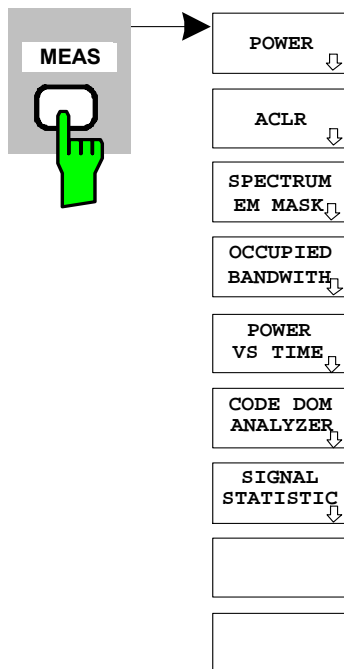 MEAS
POWER
ACLR
SPECTRUM
EM MASK
OCCUPIED
BANDWITH
POWER
VS TIME
CODE DOM
ANALYZER
SIGNAL
STATISTIC